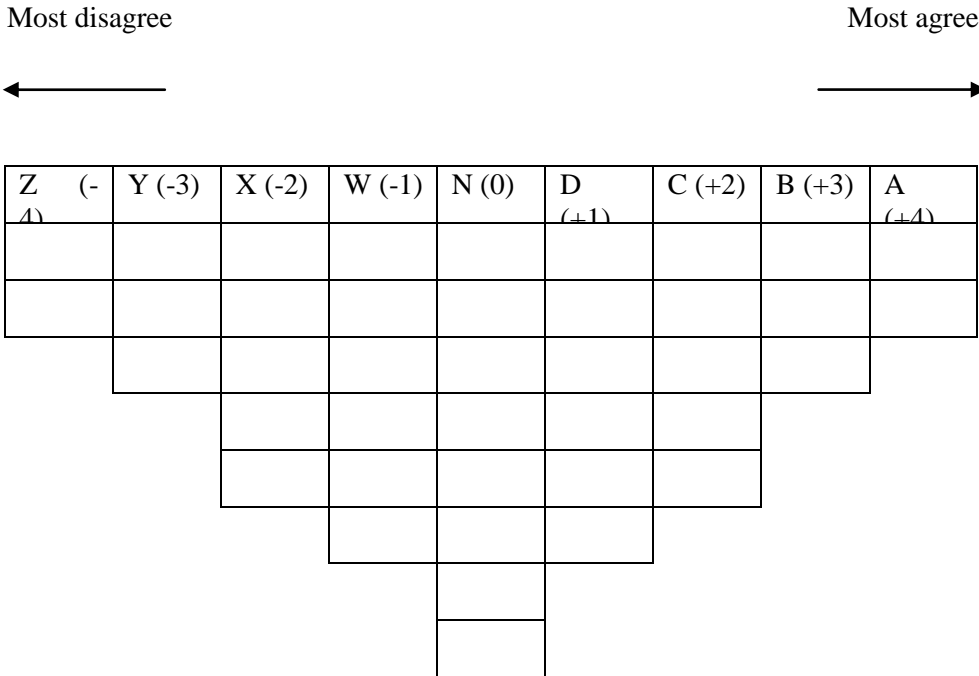 Most disagree Most agree
Z (- Y (-3) X (-2) W (-1) N (0) D C (+2) B (+3) A
4) (+1) (+4)